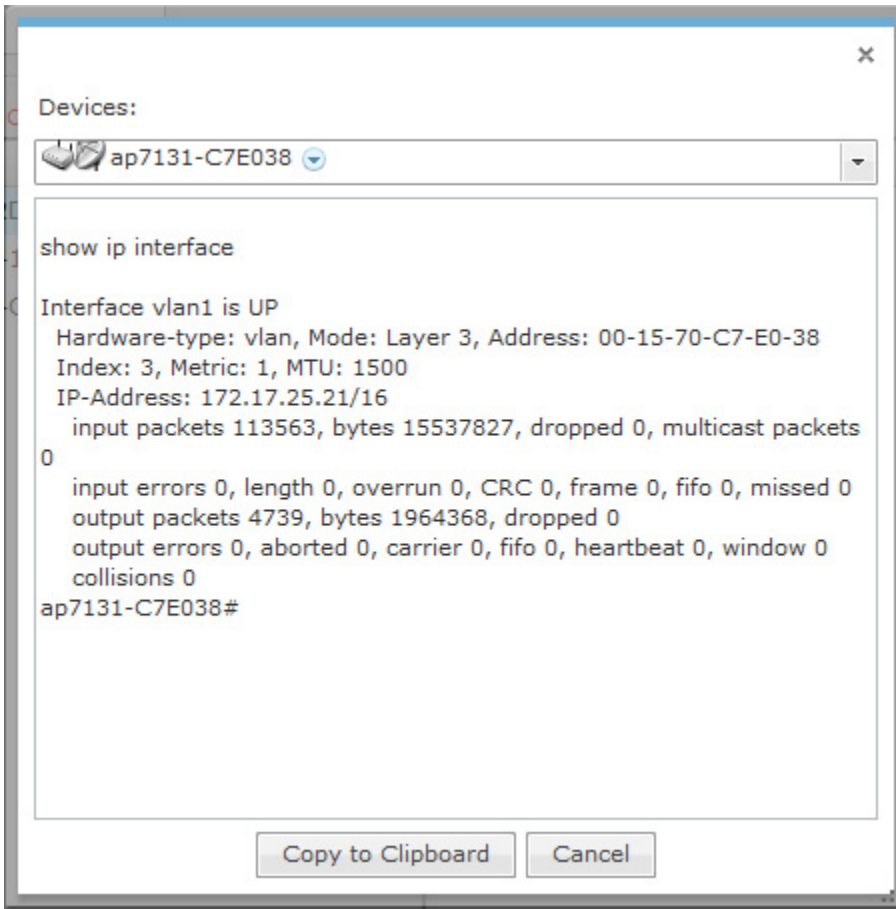 Devices:
ap7131-C7E038
show ip interface
Interface vlan1 is UP
Hardware-type: vlan, Mode: Layer 3, Address: 00-15-70-C7-E0-38
Index: 3, Metric: 1, MTU: 1500
IP-Address: 172.17.25.21/16
input packets 113563, bytes 15537827, dropped 0, multicast packets
0
input errors 0, length 0, overrun 0, CRC 0, frame 0, fifo 0, missed 0
output packets 4739, bytes 1964368, dropped 0
output errors 0, aborted 0, carrier 0, fifo 0, heartbeat 0, window 0
collisions 0
ap7131-C7E038#
Copy to Clipboard
Cancel